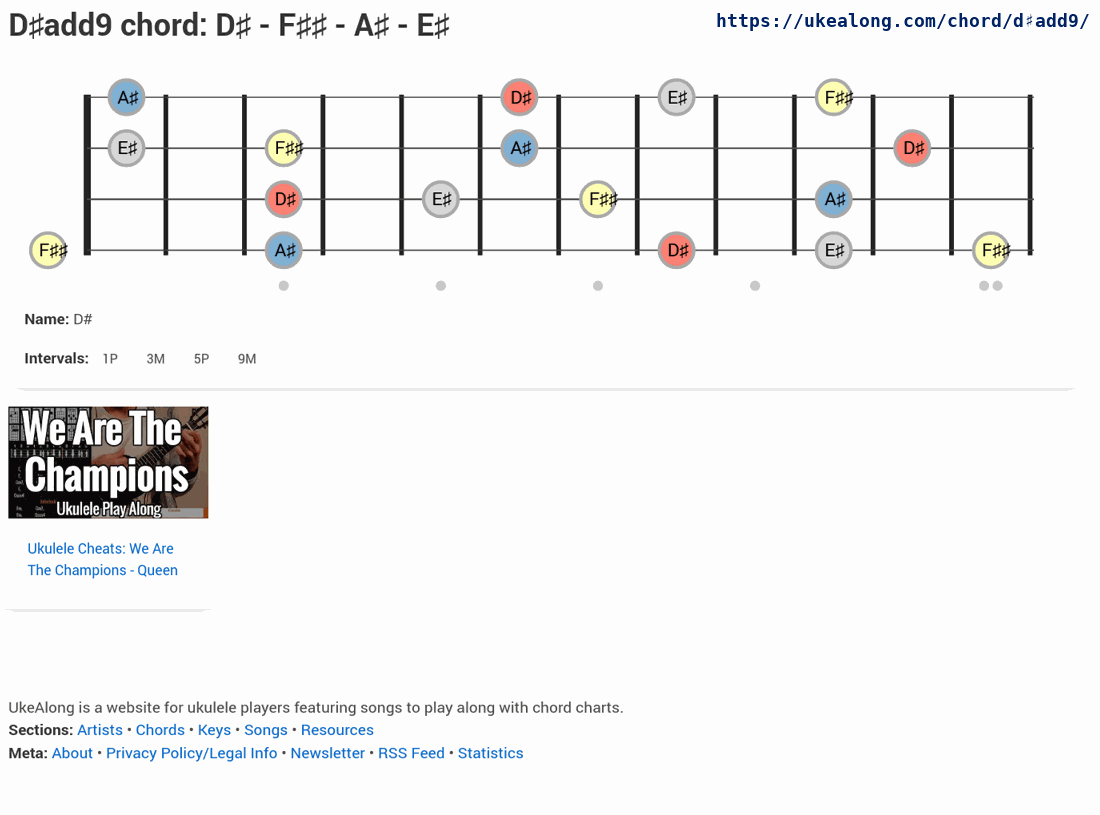 D♯add9 chord: D♯ - F♯♯ - A♯ - E♯
https://ukealong.com/chord/d♯add9/
A♯ D♯ E♯ F♯♯
E♯ F♯♯ A♯ D♯
D♯ E♯ F♯♯ A♯
F♯♯ A♯ D♯ E♯ F♯♯
Name: D#
Intervals: 1P 3M 5P 9M
We Are The
Champions
Ukulele Play Along
Ukulele Cheats: We Are
The Champions - Queen
UkeAlong is a website for ukulele players featuring songs to play along with chord charts.
Sections: Artists • Chords • Keys • Songs • Resources
Meta: About • Privacy Policy/Legal Info • Newsletter • RSS Feed • Statistics